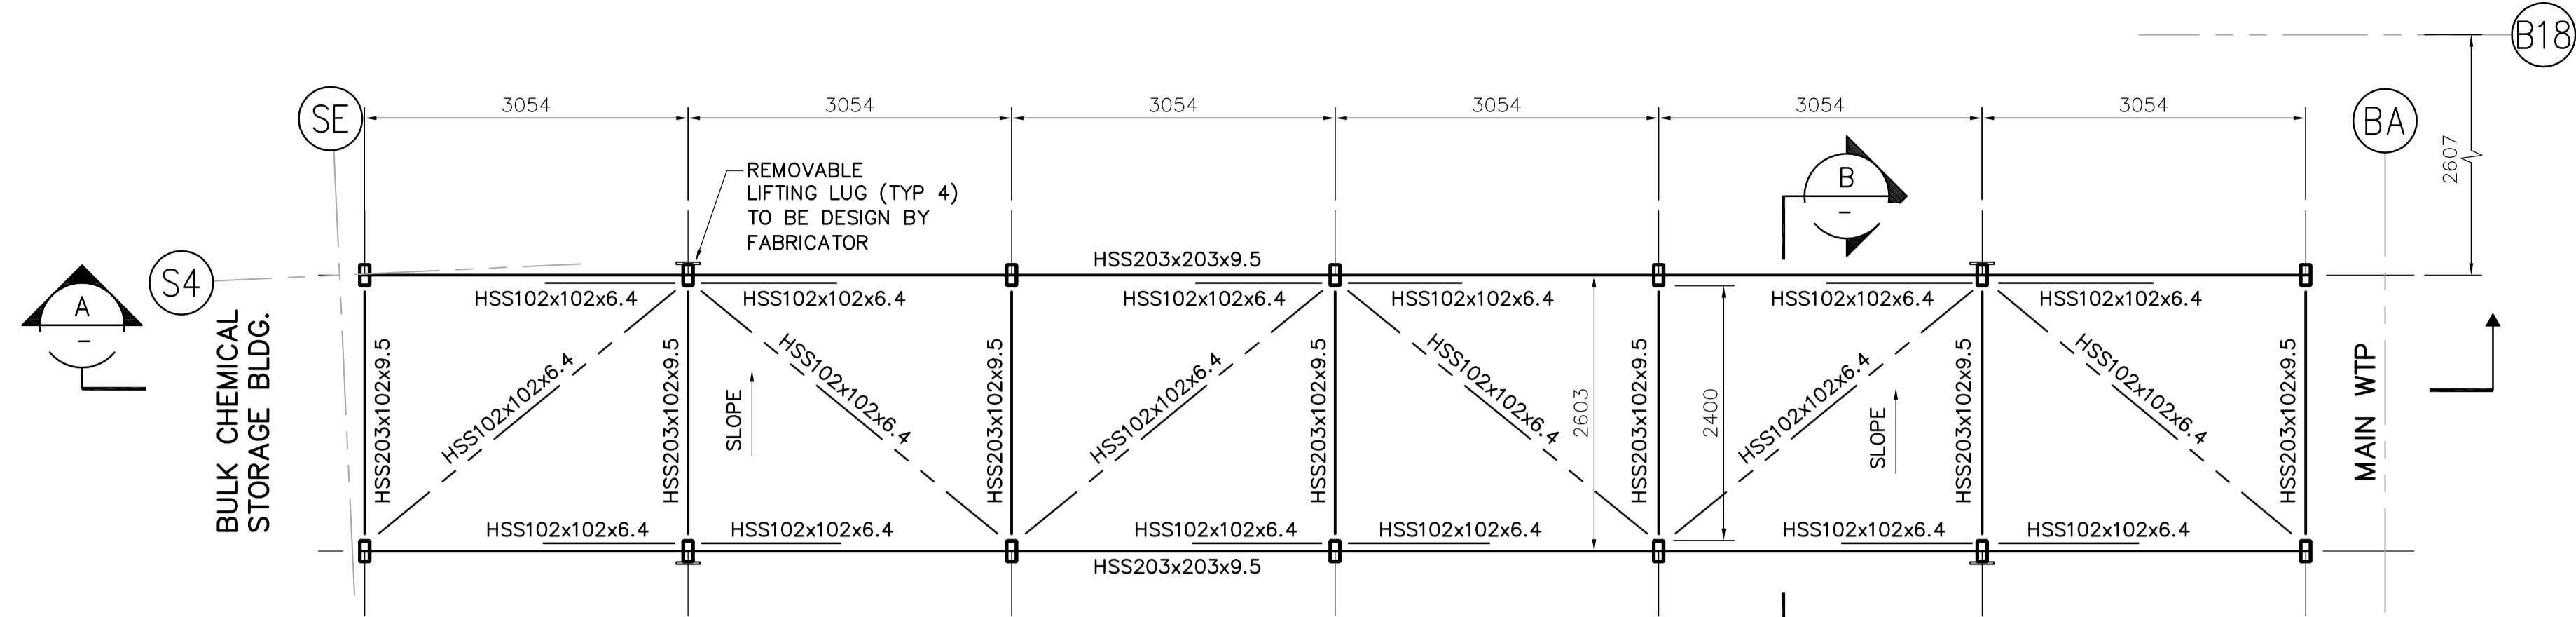 B18
SE
3054
3054
3054
3054
3054
3054
BA
2607
REMOVABLE
LIFTING LUG (TYP 4)
TO BE DESIGN BY
FABRICATOR
B
-
HSS203x203x9.5
S4
A
-
HSS102x102x6.4
HSS102x102x6.4
HSS102x102x6.4
HSS102x102x6.4
HSS102x102x6.4
HSS102x102x6.4
BULK CHEMICAL
STORAGE BLDG.
HSS203x102x9.5
HSS102x102x6.4
HSS203x102x9.5
SLOPE
HSS102x102x6.4
HSS203x102x9.5
HSS102x102x6.4
HSS203x102x9.5
HSS102x102x6.4
2603
HSS203x102x9.5
2400
HSS102x102x6.4
SLOPE
HSS203x102x9.5
HSS102x102x6.4
HSS203x102x9.5
MAIN WTP
HSS102x102x6.4
HSS102x102x6.4
HSS102x102x6.4
HSS102x102x6.4
HSS102x102x6.4
HSS102x102x6.4
HSS203x203x9.5